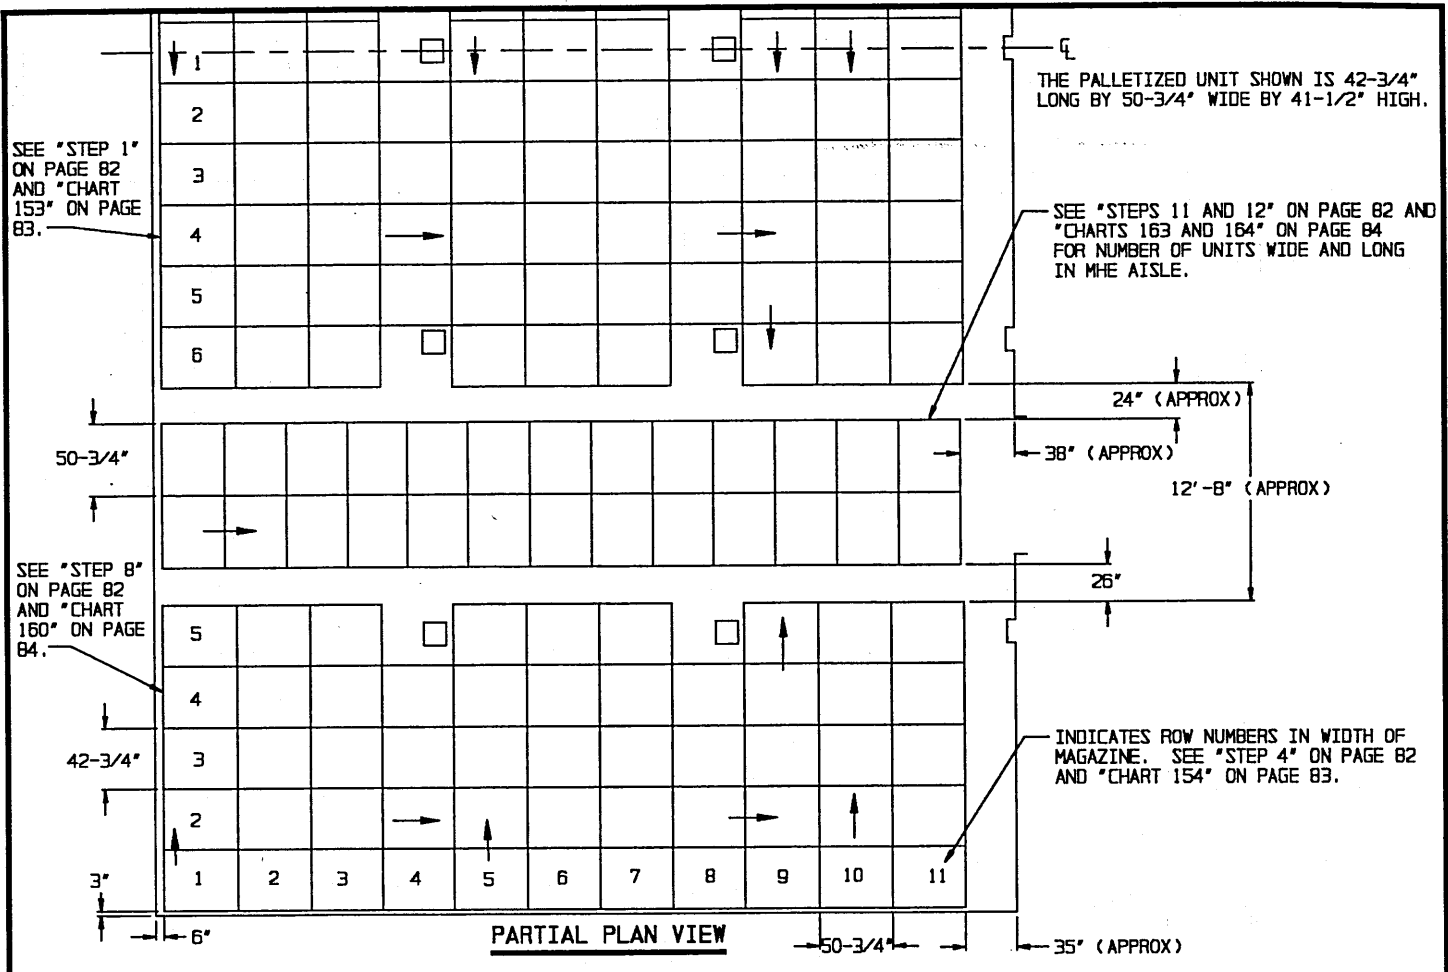 ℄
THE PALLETIZED UNIT SHOWN IS 42-3/4"
LONG BY 50-3/4" WIDE BY 41-1/2" HIGH.
1
2
3
4
5
6
SEE "STEP 1"
ON PAGE 82
AND "CHART
153" ON PAGE
83.
SEE "STEPS 11 AND 12" ON PAGE 82 AND
"CHARTS 163 AND 164" ON PAGE 84
FOR NUMBER OF UNITS WIDE AND LONG
IN MHE AISLE.
24" (APPROX)
50-3/4"
38" (APPROX)
12'-8" (APPROX)
SEE "STEP 8"
ON PAGE 82
AND "CHART
160" ON PAGE
84.
26"
5
4
3
2
42-3/4"
INDICATES ROW NUMBERS IN WIDTH OF
MAGAZINE. SEE "STEP 4" ON PAGE 82
AND "CHART 154" ON PAGE 83.
3"
1 2 3 4 5 6 7 8 9 10 11
6"
PARTIAL PLAN VIEW
50-3/4"
35" (APPROX)